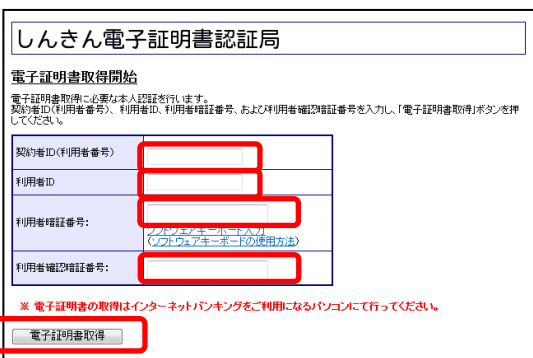 しんきん電子証明書認証局
電子証明書取得開始
電子証明書取得に必要な本人認証を行います。
契約者ID(利用者番号)、利用者ID、利用者暗証番号、および利用者確認暗証番号を入力し、「電子証明書取得」ボタンを押
してください。
契約者ID(利用者番号)
利用者ID
利用者暗証番号:
ソフトウェアキーボード入力
(ソフトウェアキーボードの使用方法)
利用者確認暗証番号:
※ 電子証明書の取得はインターネットバンキングをご利用になるパソコンにて行ってください。
電子証明書取得